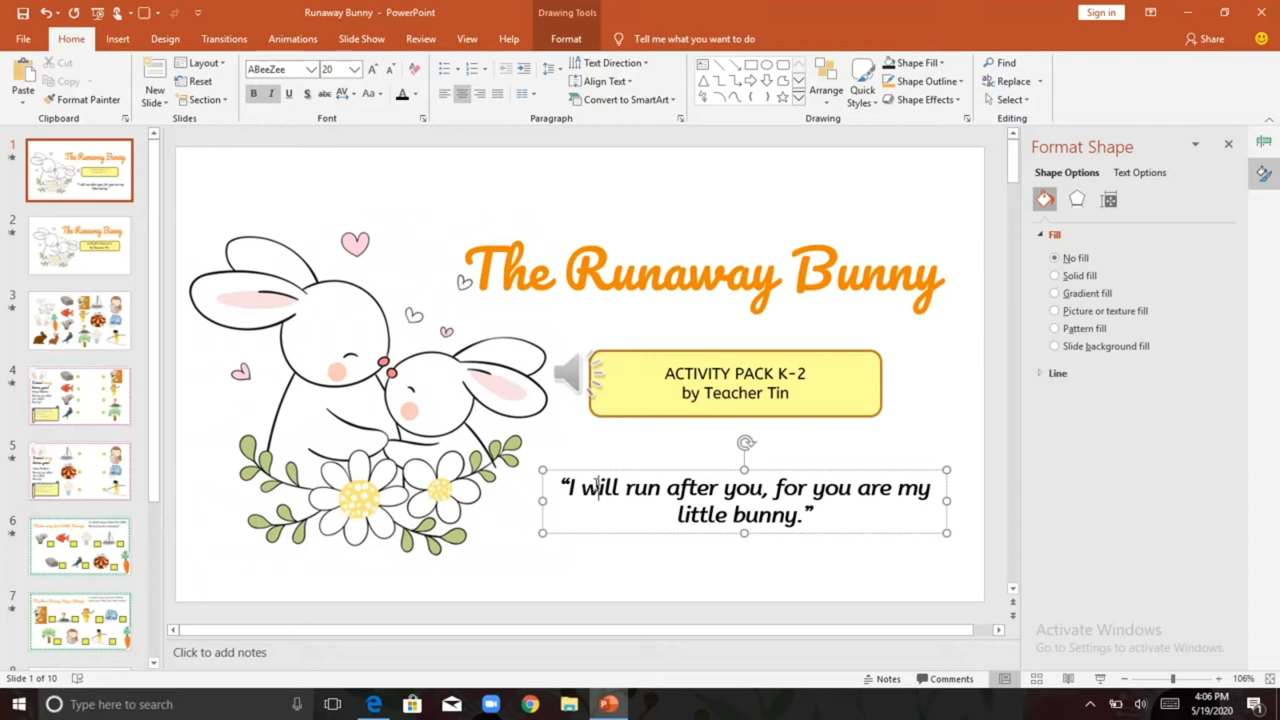 Runaway Bunny - PowerPoint
Drawing Tools
Sign in
File
Home
Insert
Design
Transitions
Animations
Slide Show
Review
View
Help
Format
Tell me what you want to do
Share
Paste
Cut
Copy
Format Painter
Clipboard
New
Slide
Layout
Reset
Section
Slides
ABeeZee
20
Font
Text Direction
Align Text
Convert to SmartArt
Paragraph
Arrange
Quick
Styles
Shape Fill
Shape Outline
Shape Effects
Drawing
Find
Replace
Select
Editing
1
2
3
4
5
6
7
The Runaway Bunny
ACTIVITY PACK K-2
by Teacher Tin
“I will run after you, for you are my
little bunny.”
Format Shape
Shape Options
Text Options
Fill
No fill
Solid fill
Gradient fill
Picture or texture fill
Pattern fill
Slide background fill
Line
Activate Windows
Go to Settings to activate Windows.
Click to add notes
Slide 1 of 10
Notes
Comments
106%
Type here to search
4:06 PM
5/19/2020